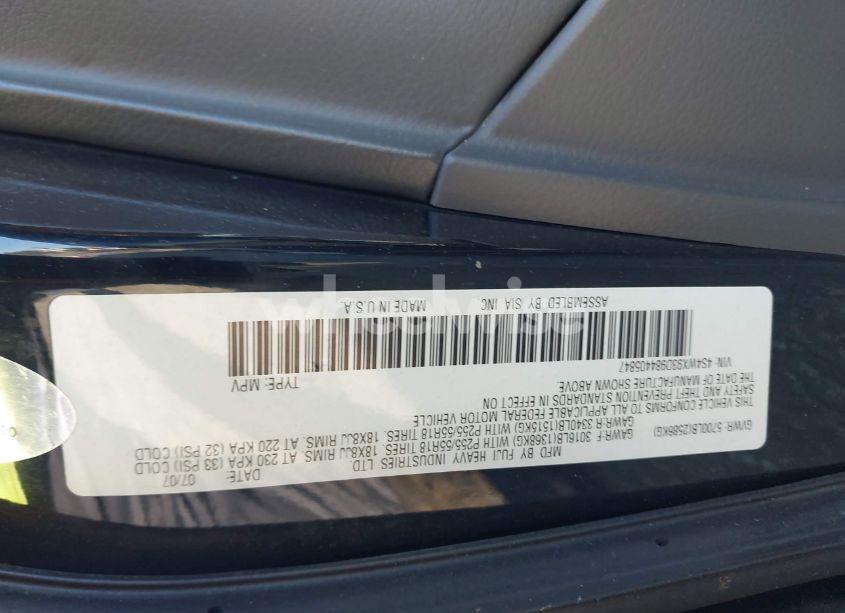 MFD BY FUJI HEAVY INDUSTRIES. LTD DATE: 07/07
GVWR: 5700LB(2586KG)
GAWR-F: 3016LB(1368KG) WITH P255/55R18 TIRES. 18X8JJ RIMS. AT 230 KPA (33 PSI) COLD
GAWR-R:3340LB(1515KG) WITH P255/55R18 TIRES. 18X8JJ RIMS AT 220 KPA (32 PSI) COLD
THIS VEHICLE CONFORMS TO ALL APPLICABLE FEDERAL MOTOR VEHICLE
SAFETY AND THEFT PREVENTION STANDARDS IN EFFECT ON
THE DATE OF MANUFACTURE SHOWN ABOVE.
VIN: 4S4WX93D984405847 TYPE: MPV
ASSEMBLED BY SIA INC. MADE IN U.S.A.
wheelwise